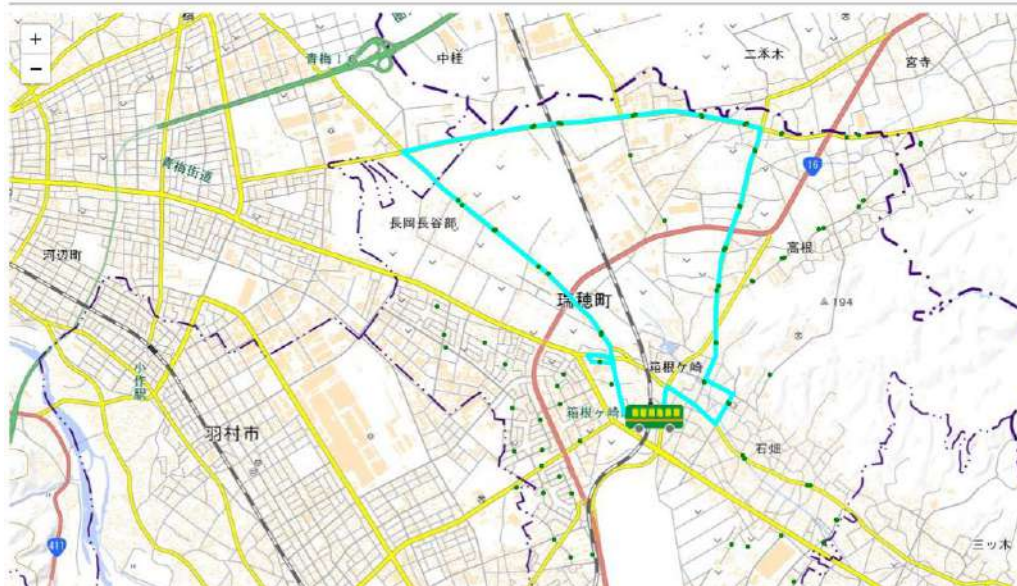 +
−
青梅IC
中桂
二本木
宮寺
青梅街道
16
長岡長谷部
河辺町
高根
瑞穂町
194
箱根ケ崎
小作駅
箱根ケ崎
羽村市
石畑
411
三ッ木